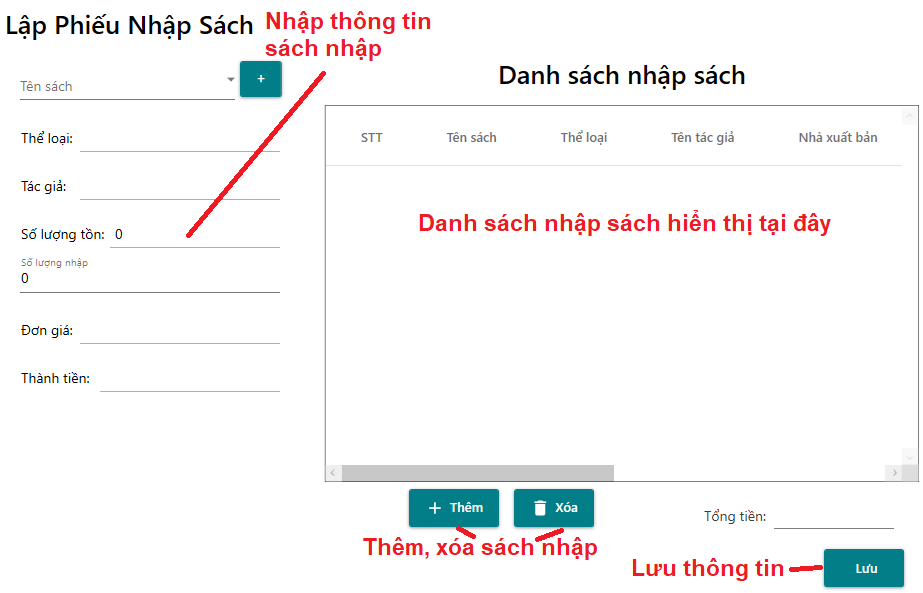 Lập Phiếu Nhập Sách
Nhập thông tin
sách nhập
Tên sách
+
Thể loại:
Tác giả:
Số lượng tồn: 0
Số lượng nhập
0
Đơn giá:
Thành tiền:
Danh sách nhập sách
STT Tên sách Thể loại Tên tác giả Nhà xuất bản
Danh sách nhập sách hiển thị tại đây
+ Thêm Xóa
Thêm, xóa sách nhập
Tổng tiền:
Lưu thông tin
Lưu